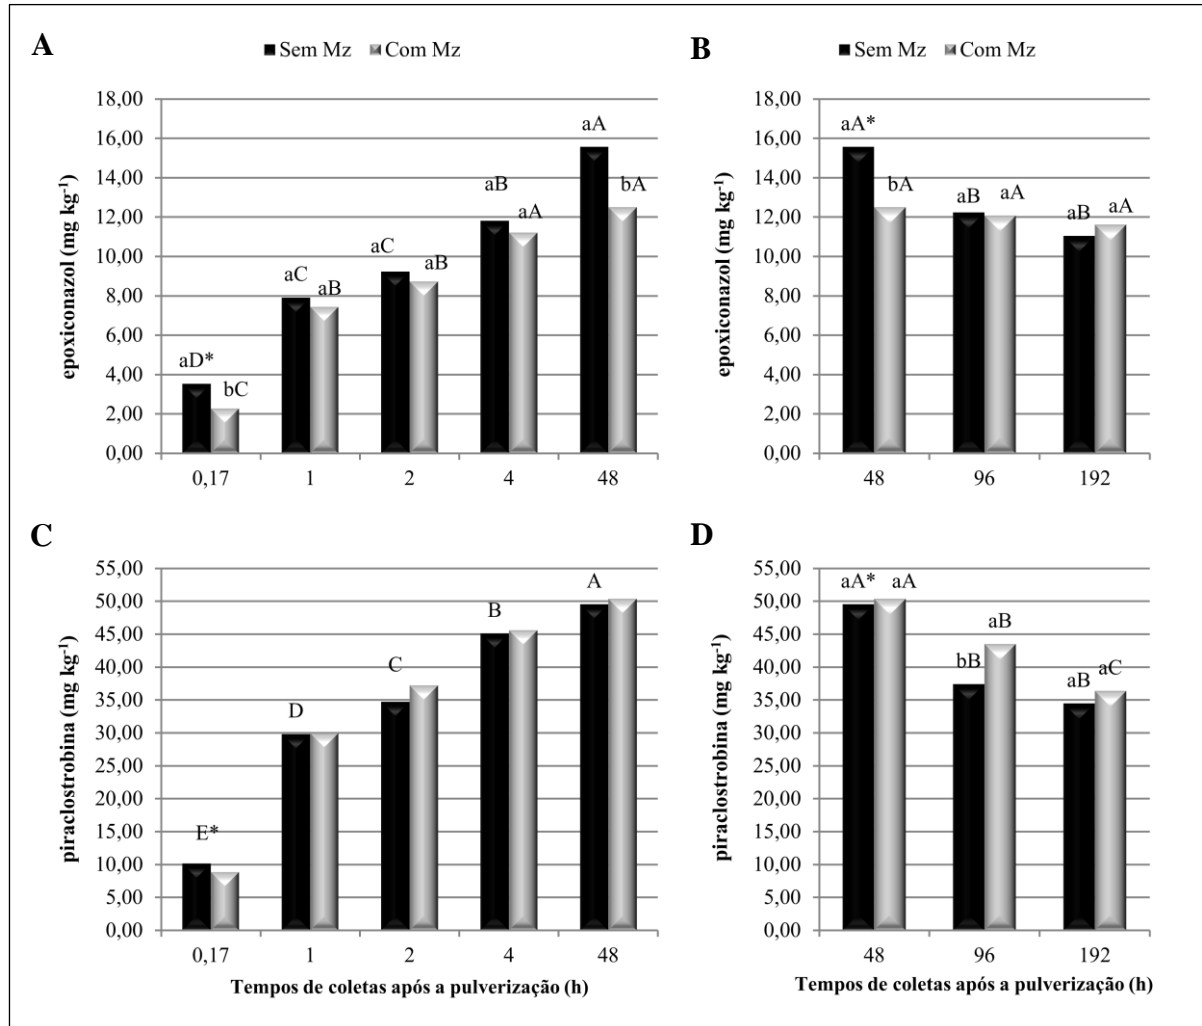 A
Sem Mz Com Mz
epoxiconazol (mg kg⁻¹)
18,00
16,00
14,00
12,00
10,00
8,00
6,00
4,00
2,00
0,00
aD* bC aC aB aC aB aB aA aA bA
0,17 1 2 4 48
B
Sem Mz Com Mz
epoxiconazol (mg kg⁻¹)
18,00
16,00
14,00
12,00
10,00
8,00
6,00
4,00
2,00
0,00
aA* bA aB aA aB aA
48 96 192
C
piraclostrobina (mg kg⁻¹)
55,00
50,00
45,00
40,00
35,00
30,00
25,00
20,00
15,00
10,00
5,00
0,00
E* D C B A
0,17 1 2 4 48
Tempos de coletas após a pulverização (h)
D
piraclostrobina (mg kg⁻¹)
55,00
50,00
45,00
40,00
35,00
30,00
25,00
20,00
15,00
10,00
5,00
0,00
aA* aA bB aB aB aC
48 96 192
Tempos de coletas após a pulverização (h)